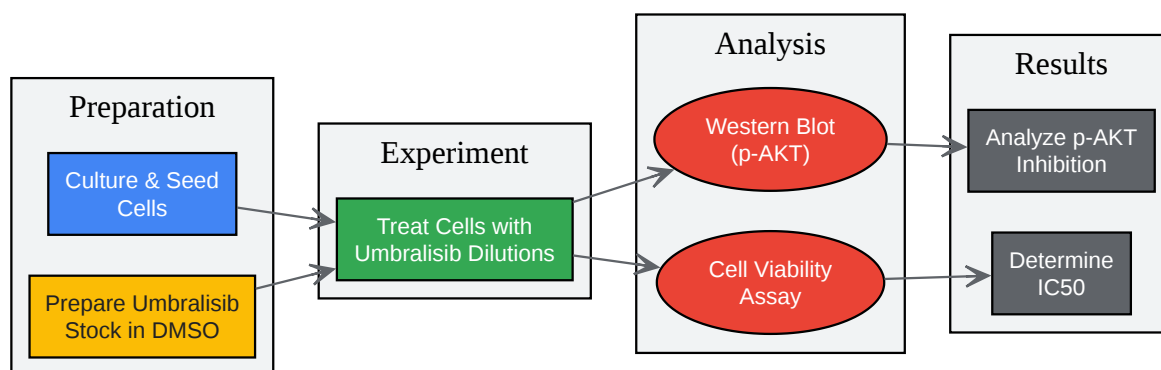 Preparation
Culture & Seed
Cells
Prepare Umbralisib
Stock in DMSO
Experiment
Treat Cells with
Umbralisib Dilutions
Analysis
Western Blot
(p-AKT)
Cell Viability
Assay
Results
Analyze p-AKT
Inhibition
Determine
IC50